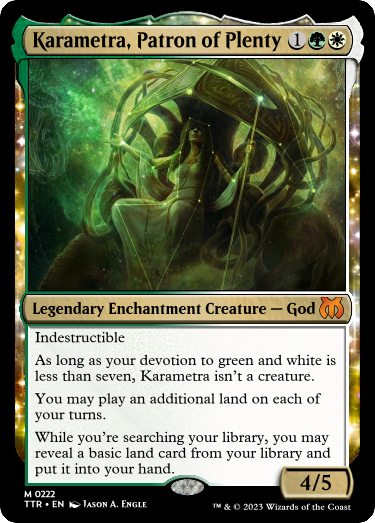 Karametra, Patron of Plenty 1
Legendary Enchantment Creature — God
Indestructible
As long as your devotion to green and white is
less than seven, Karametra isn't a creature.
You may play an additional land on each of
your turns.
While you're searching your library, you may
reveal a basic land card from your library and
put it into your hand.
4/5
M 0222
TTR • EN Jason A. Engle
™ & © 2023 Wizards of the Coast